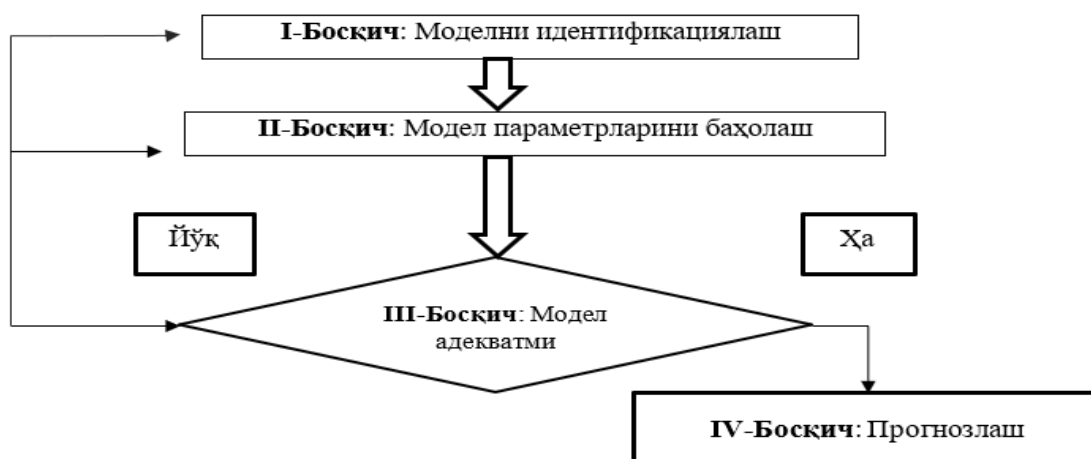 I-Босқич: Моделни идентификациялаш
II-Босқич: Модел параметрларини баҳолаш
Йўқ
Ҳа
III-Босқич: Модел
адекватми
IV-Босқич: Прогнозлаш